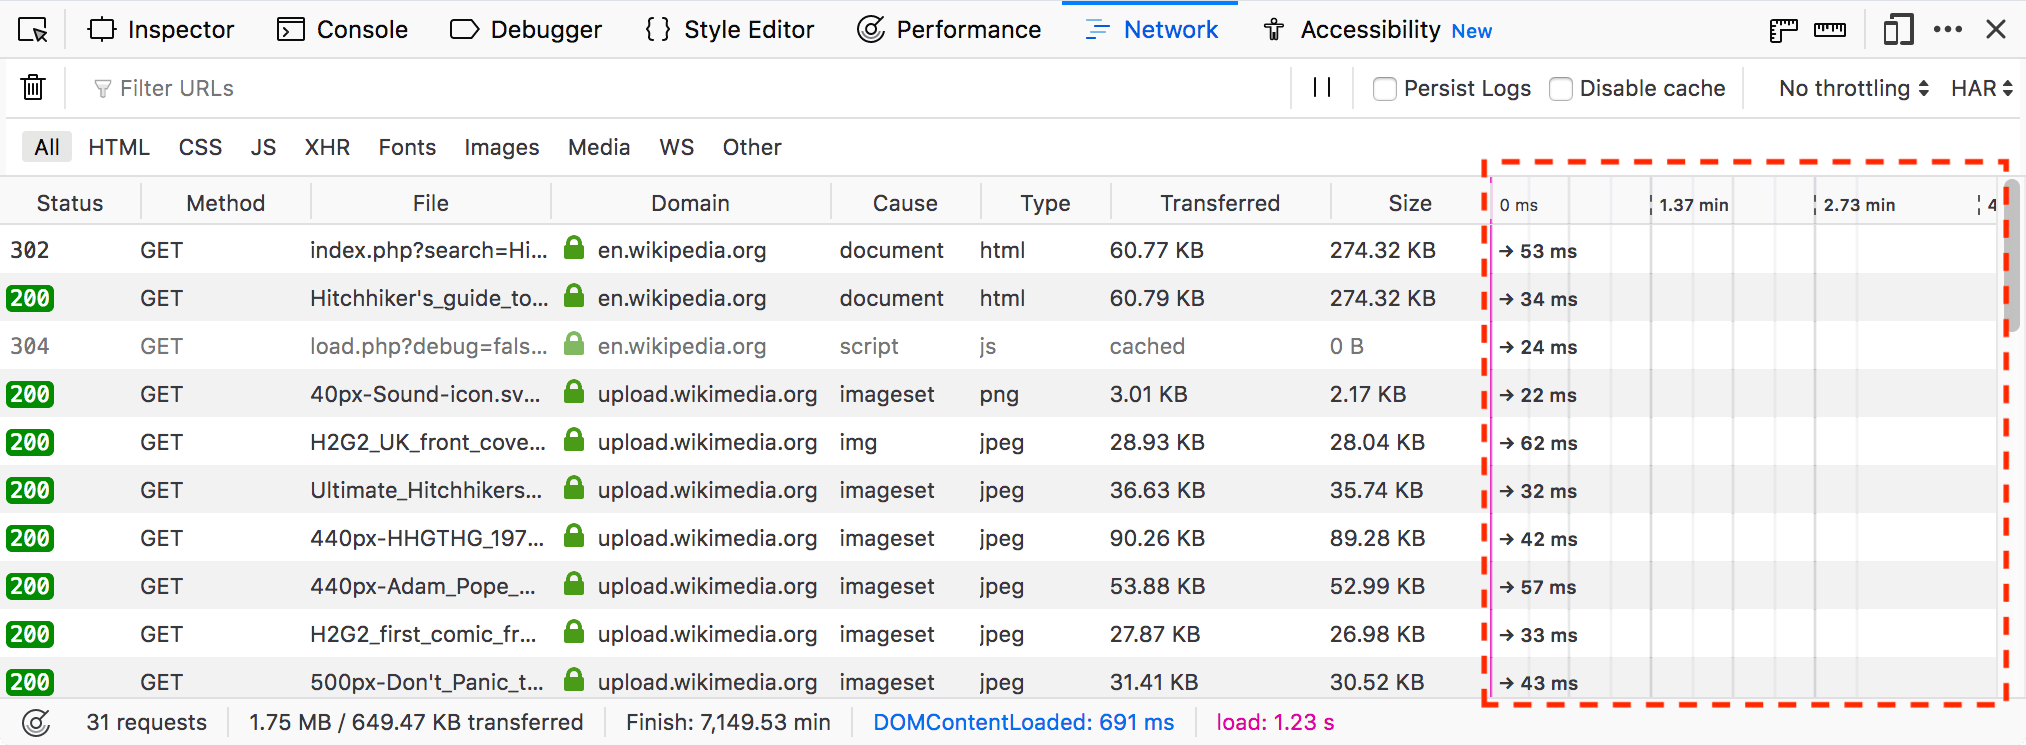 Inspector Console Debugger { } Style Editor Performance Network Accessibility New
Filter URLs Persist Logs Disable cache No throttling HAR
All HTML CSS JS XHR Fonts Images Media WS Other
Status Method File Domain Cause Type Transferred Size 0 ms 1.37 min 2.73 min 4
302 GET index.php?search=Hi... en.wikipedia.org document html 60.77 KB 274.32 KB → 53 ms
200 GET Hitchhiker's_guide_to... en.wikipedia.org document html 60.79 KB 274.32 KB → 34 ms
304 GET load.php?debug=fals... en.wikipedia.org script js cached 0 B → 24 ms
200 GET 40px-Sound-icon.sv... upload.wikimedia.org imageset png 3.01 KB 2.17 KB → 22 ms
200 GET H2G2_UK_front_cove... upload.wikimedia.org img jpeg 28.93 KB 28.04 KB → 62 ms
200 GET Ultimate_Hitchhikers... upload.wikimedia.org imageset jpeg 36.63 KB 35.74 KB → 32 ms
200 GET 440px-HHGTHG_197... upload.wikimedia.org imageset jpeg 90.26 KB 89.28 KB → 42 ms
200 GET 440px-Adam_Pope_... upload.wikimedia.org imageset jpeg 53.88 KB 52.99 KB → 57 ms
200 GET H2G2_first_comic_fr... upload.wikimedia.org imageset jpeg 27.87 KB 26.98 KB → 33 ms
200 GET 500px-Don't_Panic_t... upload.wikimedia.org imageset jpeg 31.41 KB 30.52 KB → 43 ms
31 requests 1.75 MB / 649.47 KB transferred Finish: 7,149.53 min DOMContentLoaded: 691 ms load: 1.23 s